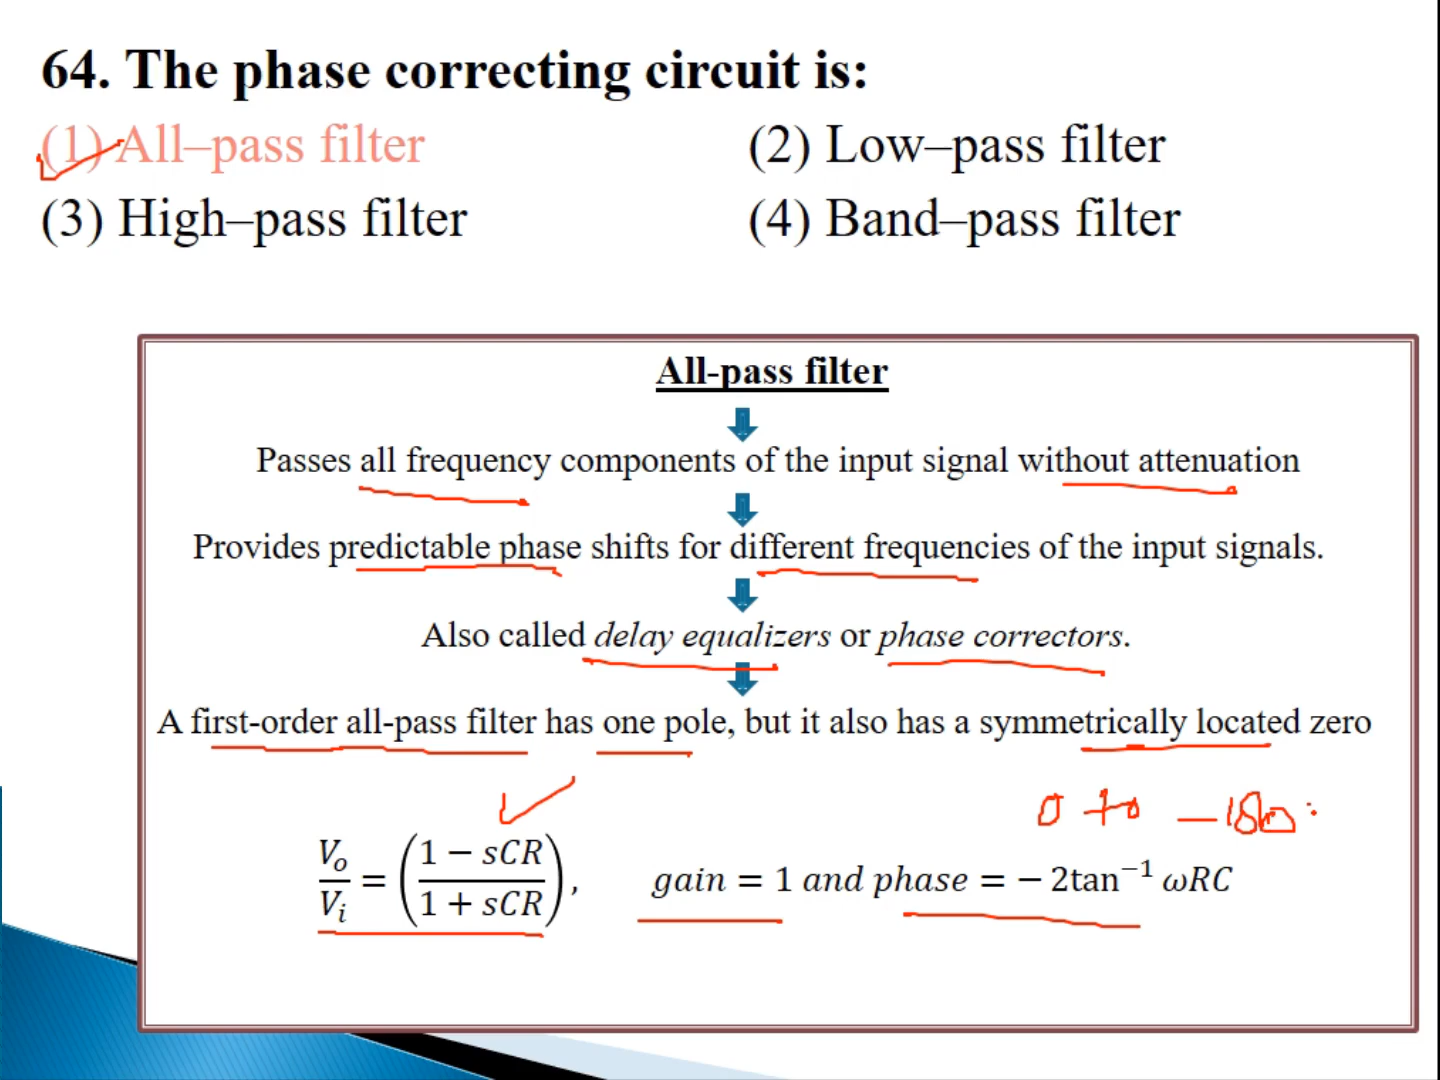 64. The phase correcting circuit is:
(1) All–pass filter (2) Low–pass filter
(3) High–pass filter (4) Band–pass filter
All-pass filter
Passes all frequency components of the input signal without attenuation
Provides predictable phase shifts for different frequencies of the input signals.
Also called delay equalizers or phase correctors.
A first-order all-pass filter has one pole, but it also has a symmetrically located zero
0 to -180°
V_o/V_i = ((1 − sCR)/(1 + sCR)), gain = 1 and phase = − 2tan⁻¹ ωRC